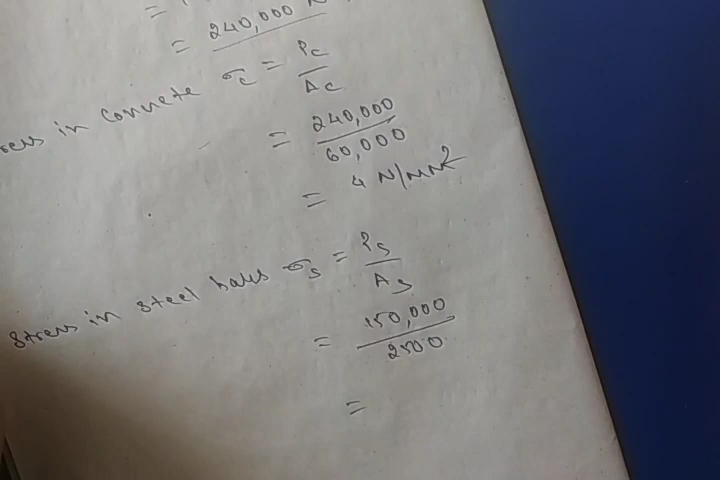 =
= 240,000 N
Stress in Concrete σc = Pc/Ac
= 240,000/60,000
= 4 N/mm²
Stress in steel bars σs = Ps/As
= 150,000/2500
=